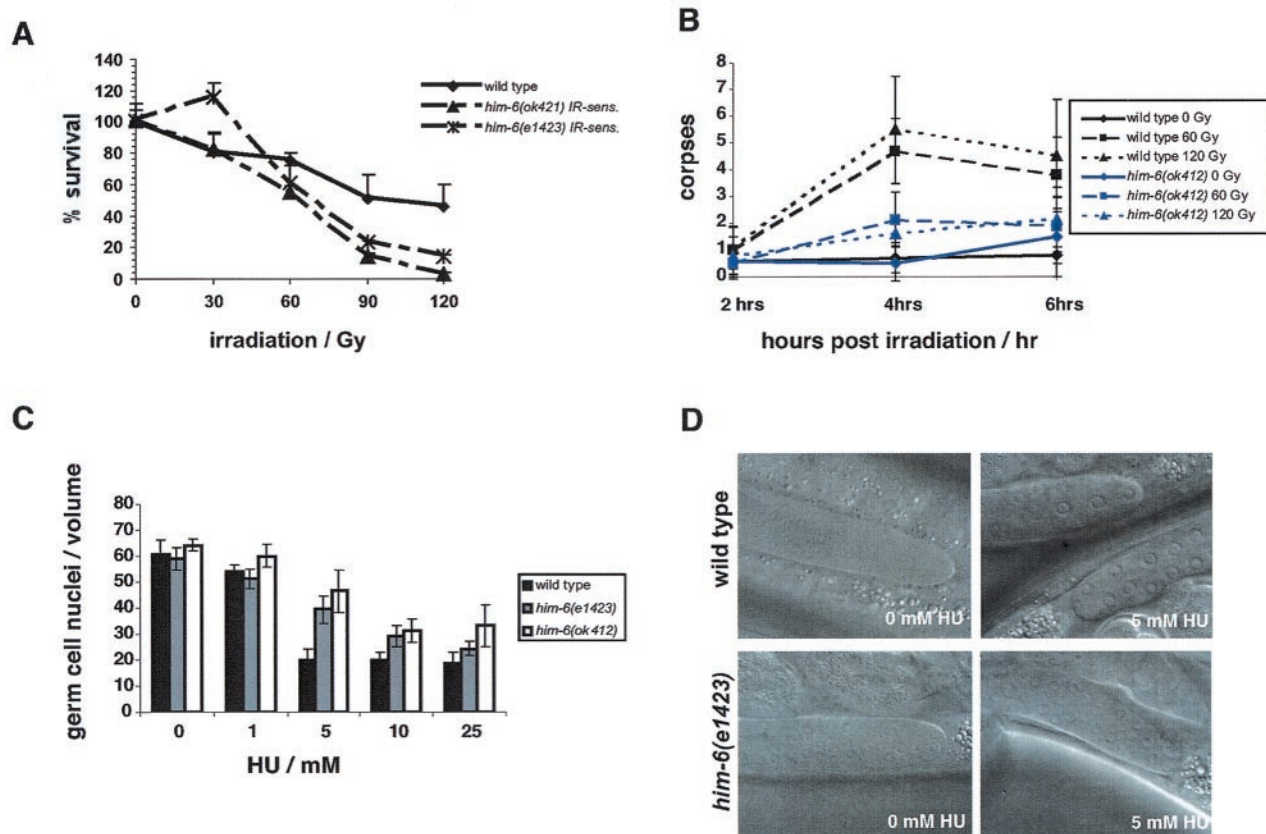 A
140
120
100
80
60
40
20
0
% survival
0 30 60 90 120
irradiation / Gy
wild type
him-6(ok421) IR-sens.
him-6(e1423) IR-sens.
B
8
7
6
5
4
3
2
1
0
corpses
2 hrs 4hrs 6hrs
hours post irradiation / hr
wild type 0 Gy
wild type 60 Gy
wild type 120 Gy
him-6(ok412) 0 Gy
him-6(ok412) 60 Gy
him-6(ok412) 120 Gy
C
80
70
60
50
40
30
20
10
0
germ cell nuclei / volume
0 1 5 10 25
HU / mM
wild type
him-6(e1423)
him-6(ok412)
D
wild type
0 mM HU
5 mM HU
him-6(e1423)
0 mM HU
5 mM HU